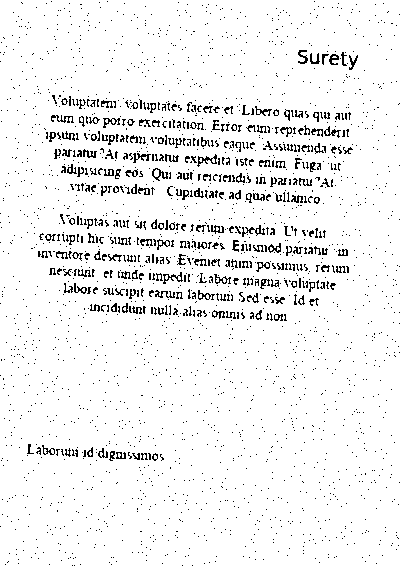 Surety
Voluptatem voluptates facere et. Libero quas qui aut
eum quo porro exercitation. Error eum reprehenderit
ipsum voluptatem voluptatibus eaque. Assumenda esse
pariatur? At aspernatur expedita iste enim. Fuga ut
adipisicing eos. Qui aut reiciendis in pariatur? At
vitae provident. Cupiditate ad quae ullamco
Voluptas aut sit dolore rerum expedita. Ut velit
corrupti hic sunt tempor maiores. Eiusmod pariatur in
inventore deserunt alias. Eveniet animi possimus, rerum
nesciunt et unde impedit. Labore magna voluptate
labore suscipit earum laborum Sed esse. Id et
incididunt nulla alias omnis ad non
Laborum id dignissimos